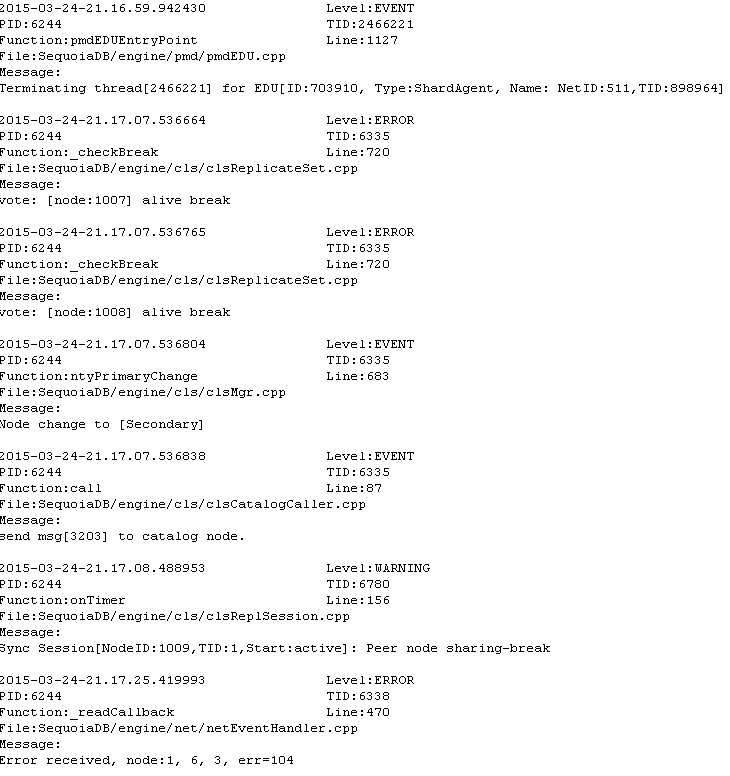 2015-03-24-21.16.59.942430 Level:EVENT
PID:6244 TID:2466221
Function:pmdEDUEntryPoint Line:1127
File:SequoiaDB/engine/pmd/pmdEDU.cpp
Message:
Terminating thread[2466221] for EDU[ID:703910, Type:ShardAgent, Name: NetID:511,TID:898964]
2015-03-24-21.17.07.536664 Level:ERROR
PID:6244 TID:6335
Function:_checkBreak Line:720
File:SequoiaDB/engine/cls/clsReplicateSet.cpp
Message:
vote: [node:1007] alive break
2015-03-24-21.17.07.536765 Level:ERROR
PID:6244 TID:6335
Function:_checkBreak Line:720
File:SequoiaDB/engine/cls/clsReplicateSet.cpp
Message:
vote: [node:1008] alive break
2015-03-24-21.17.07.536804 Level:EVENT
PID:6244 TID:6335
Function:ntyPrimaryChange Line:683
File:SequoiaDB/engine/cls/clsMgr.cpp
Message:
Node change to [Secondary]
2015-03-24-21.17.07.536838 Level:EVENT
PID:6244 TID:6335
Function:call Line:87
File:SequoiaDB/engine/cls/clsCatalogCaller.cpp
Message:
send msg[3203] to catalog node.
2015-03-24-21.17.08.488953 Level:WARNING
PID:6244 TID:6780
Function:onTimer Line:156
File:SequoiaDB/engine/cls/clsReplSession.cpp
Message:
Sync Session[NodeID:1009,TID:1,Start:active]: Peer node sharing-break
2015-03-24-21.17.25.419993 Level:ERROR
PID:6244 TID:6338
Function:_readCallback Line:470
File:SequoiaDB/engine/net/netEventHandler.cpp
Message:
Error received, node:1, 6, 3, err=104